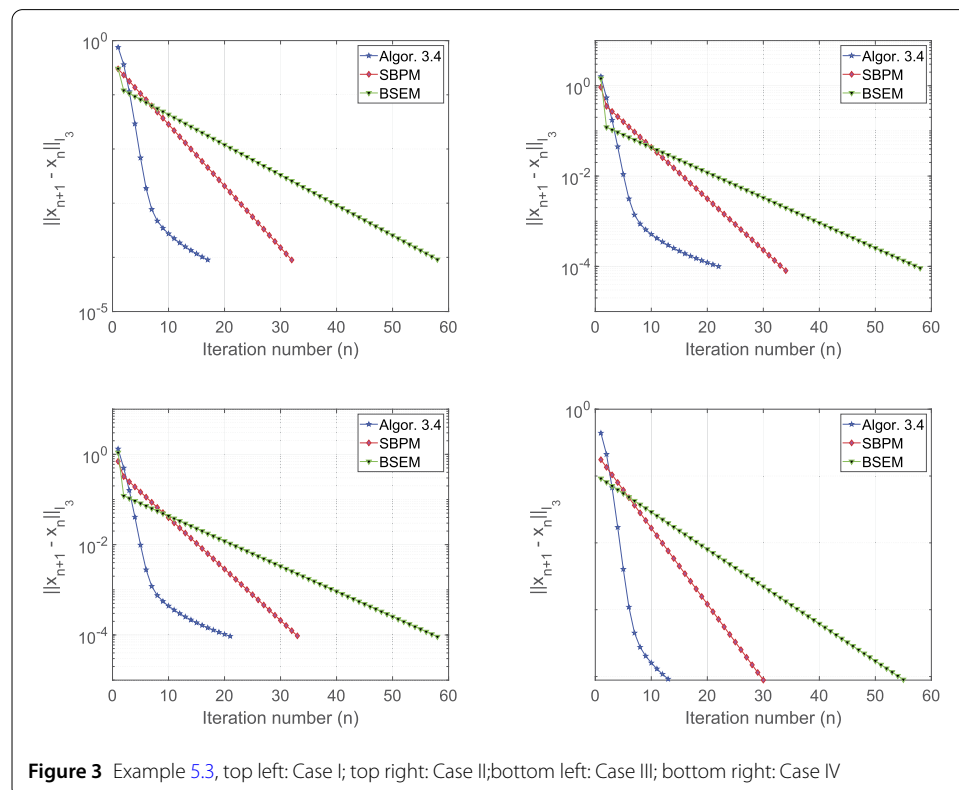 10^0
10^-5
||x_{n+1} - x_n||_{l_3}
0 10 20 30 40 50 60
Iteration number (n)
Algor. 3.4
SBPM
BSEM
10^0
10^-2
10^-4
||x_{n+1} - x_n||_{l_3}
0 10 20 30 40 50 60
Iteration number (n)
Algor. 3.4
SBPM
BSEM
10^0
10^-2
10^-4
||x_{n+1} - x_n||_{l_3}
0 10 20 30 40 50 60
Iteration number (n)
Algor. 3.4
SBPM
BSEM
10^0
||x_{n+1} - x_n||_{l_3}
0 10 20 30 40 50 60
Iteration number (n)
Algor. 3.4
SBPM
BSEM
Figure 3 Example 5.3, top left: Case I; top right: Case II;bottom left: Case III; bottom right: Case IV